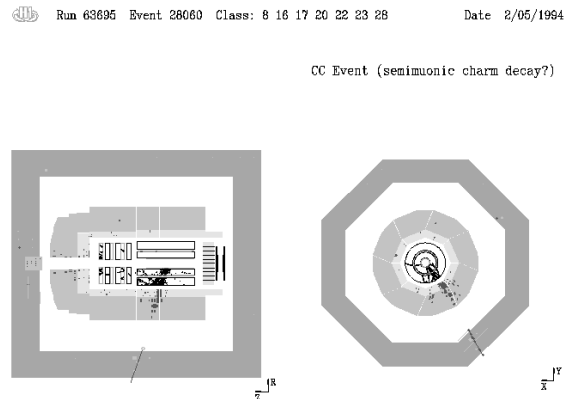 Run 63695 Event 28060 Class: 8 16 17 20 22 23 28 Date 2/05/1994
CC Event (semimuonic charm decay?)
R
Z
Y
X